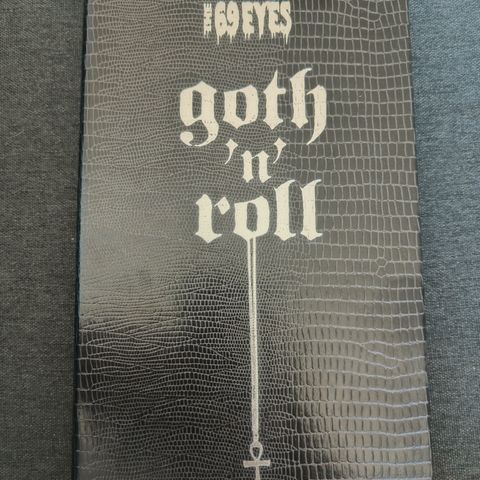 THE 69 EYES
goth
'n'
roll